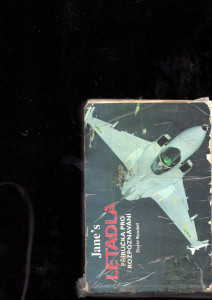 Jane's
LETADLA
PŘÍRUČKA PRO
ROZPOZNÁVÁNÍ